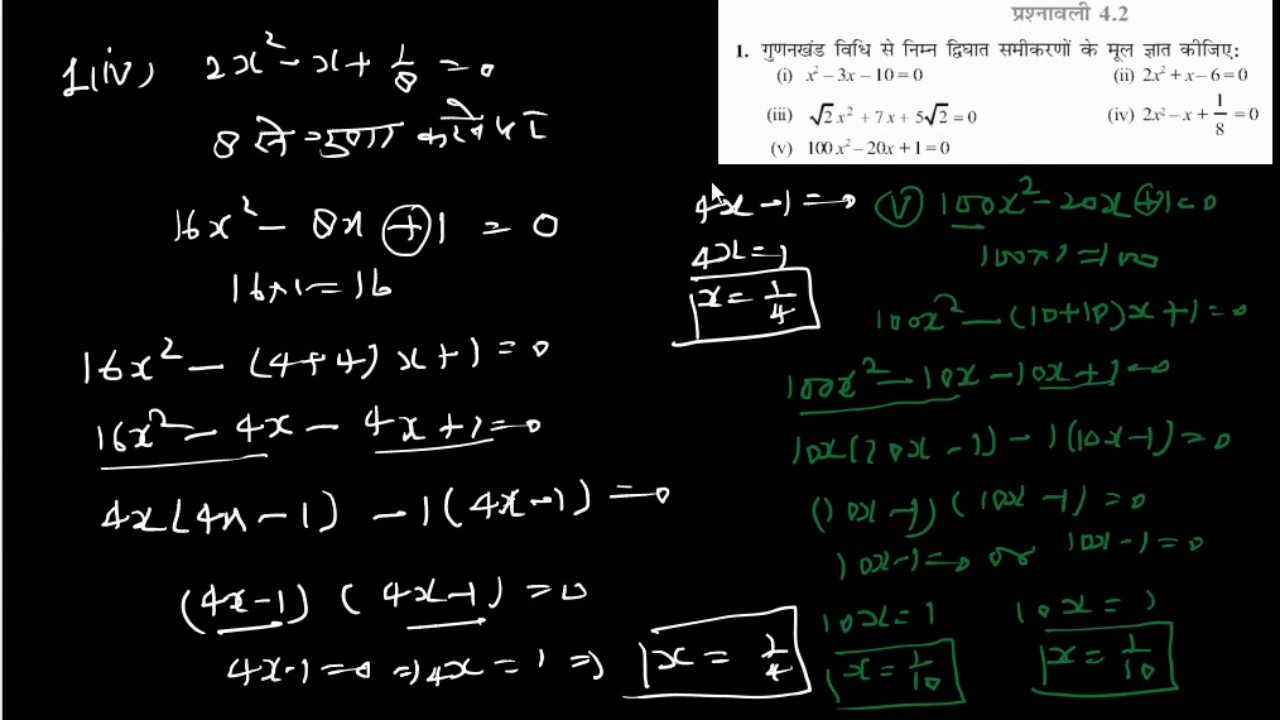 प्रश्नावली 4.2
1. गुणनखंड विधि से निम्न द्विघात समीकरणों के मूल ज्ञात कीजिए:
(i) x² – 3x – 10 = 0 (ii) 2x² + x – 6 = 0
(iii) √2 x² + 7x + 5√2 = 0 (iv) 2x² – x + 1/8 = 0
(v) 100x² – 20x + 1 = 0
1(iv) 2x² - x + 1/8 = 0
8 से गुणा करने पर
16x² - 8x + 1 = 0
16×1 = 16
16x² - (4+4)x + 1 = 0
16x² - 4x - 4x + 1 = 0
4x(4x - 1) - 1(4x - 1) = 0
(4x - 1) (4x - 1) = 0
4x - 1 = 0 ⇒ 4x = 1 ⇒ x = 1/4
4x - 1 = 0
4x = 1
x = 1/4
(V) 100x² - 20x + 1 = 0
100×1 = 100
100x² - (10+10)x + 1 = 0
100x² - 10x - 10x + 1 = 0
10x(10x - 1) - 1(10x - 1) = 0
(10x - 1) (10x - 1) = 0
10x - 1 = 0 or 10x - 1 = 0
10x = 1 10x = 1
x = 1/10 x = 1/10